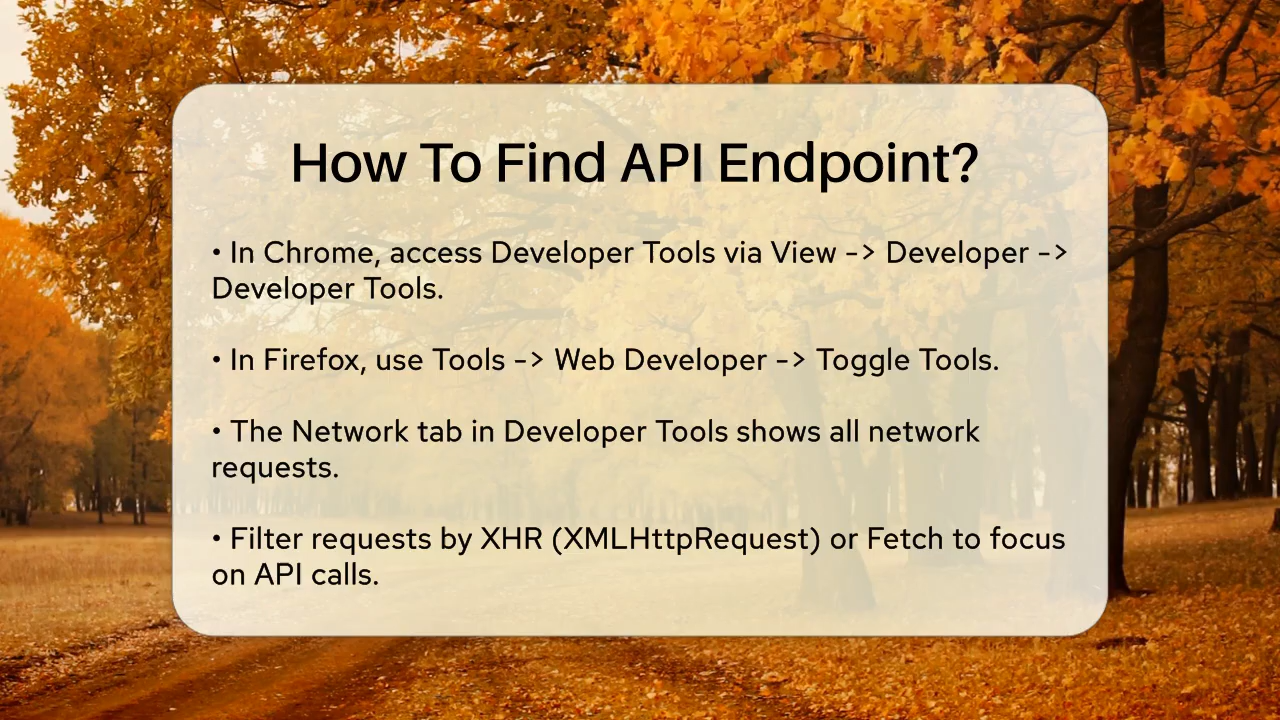 How To Find API Endpoint?
• In Chrome, access Developer Tools via View -> Developer ->
Developer Tools.
• In Firefox, use Tools -> Web Developer -> Toggle Tools.
• The Network tab in Developer Tools shows all network
requests.
• Filter requests by XHR (XMLHttpRequest) or Fetch to focus
on API calls.